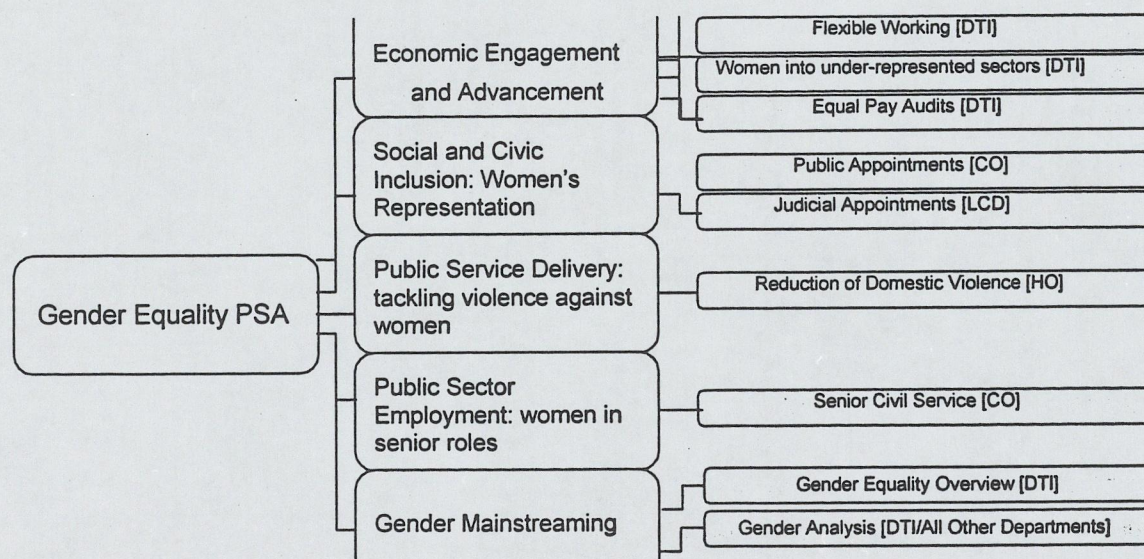 Gender Equality PSA
Economic Engagement
and Advancement
Flexible Working [DTI]
Women into under-represented sectors [DTI]
Equal Pay Audits [DTI]
Social and Civic
Inclusion: Women's
Representation
Public Appointments [CO]
Judicial Appointments [LCD]
Public Service Delivery:
tackling violence against
women
Reduction of Domestic Violence [HO]
Public Sector
Employment: women in
senior roles
Senior Civil Service [CO]
Gender Mainstreaming
Gender Equality Overview [DTI]
Gender Analysis [DTI/All Other Departments]